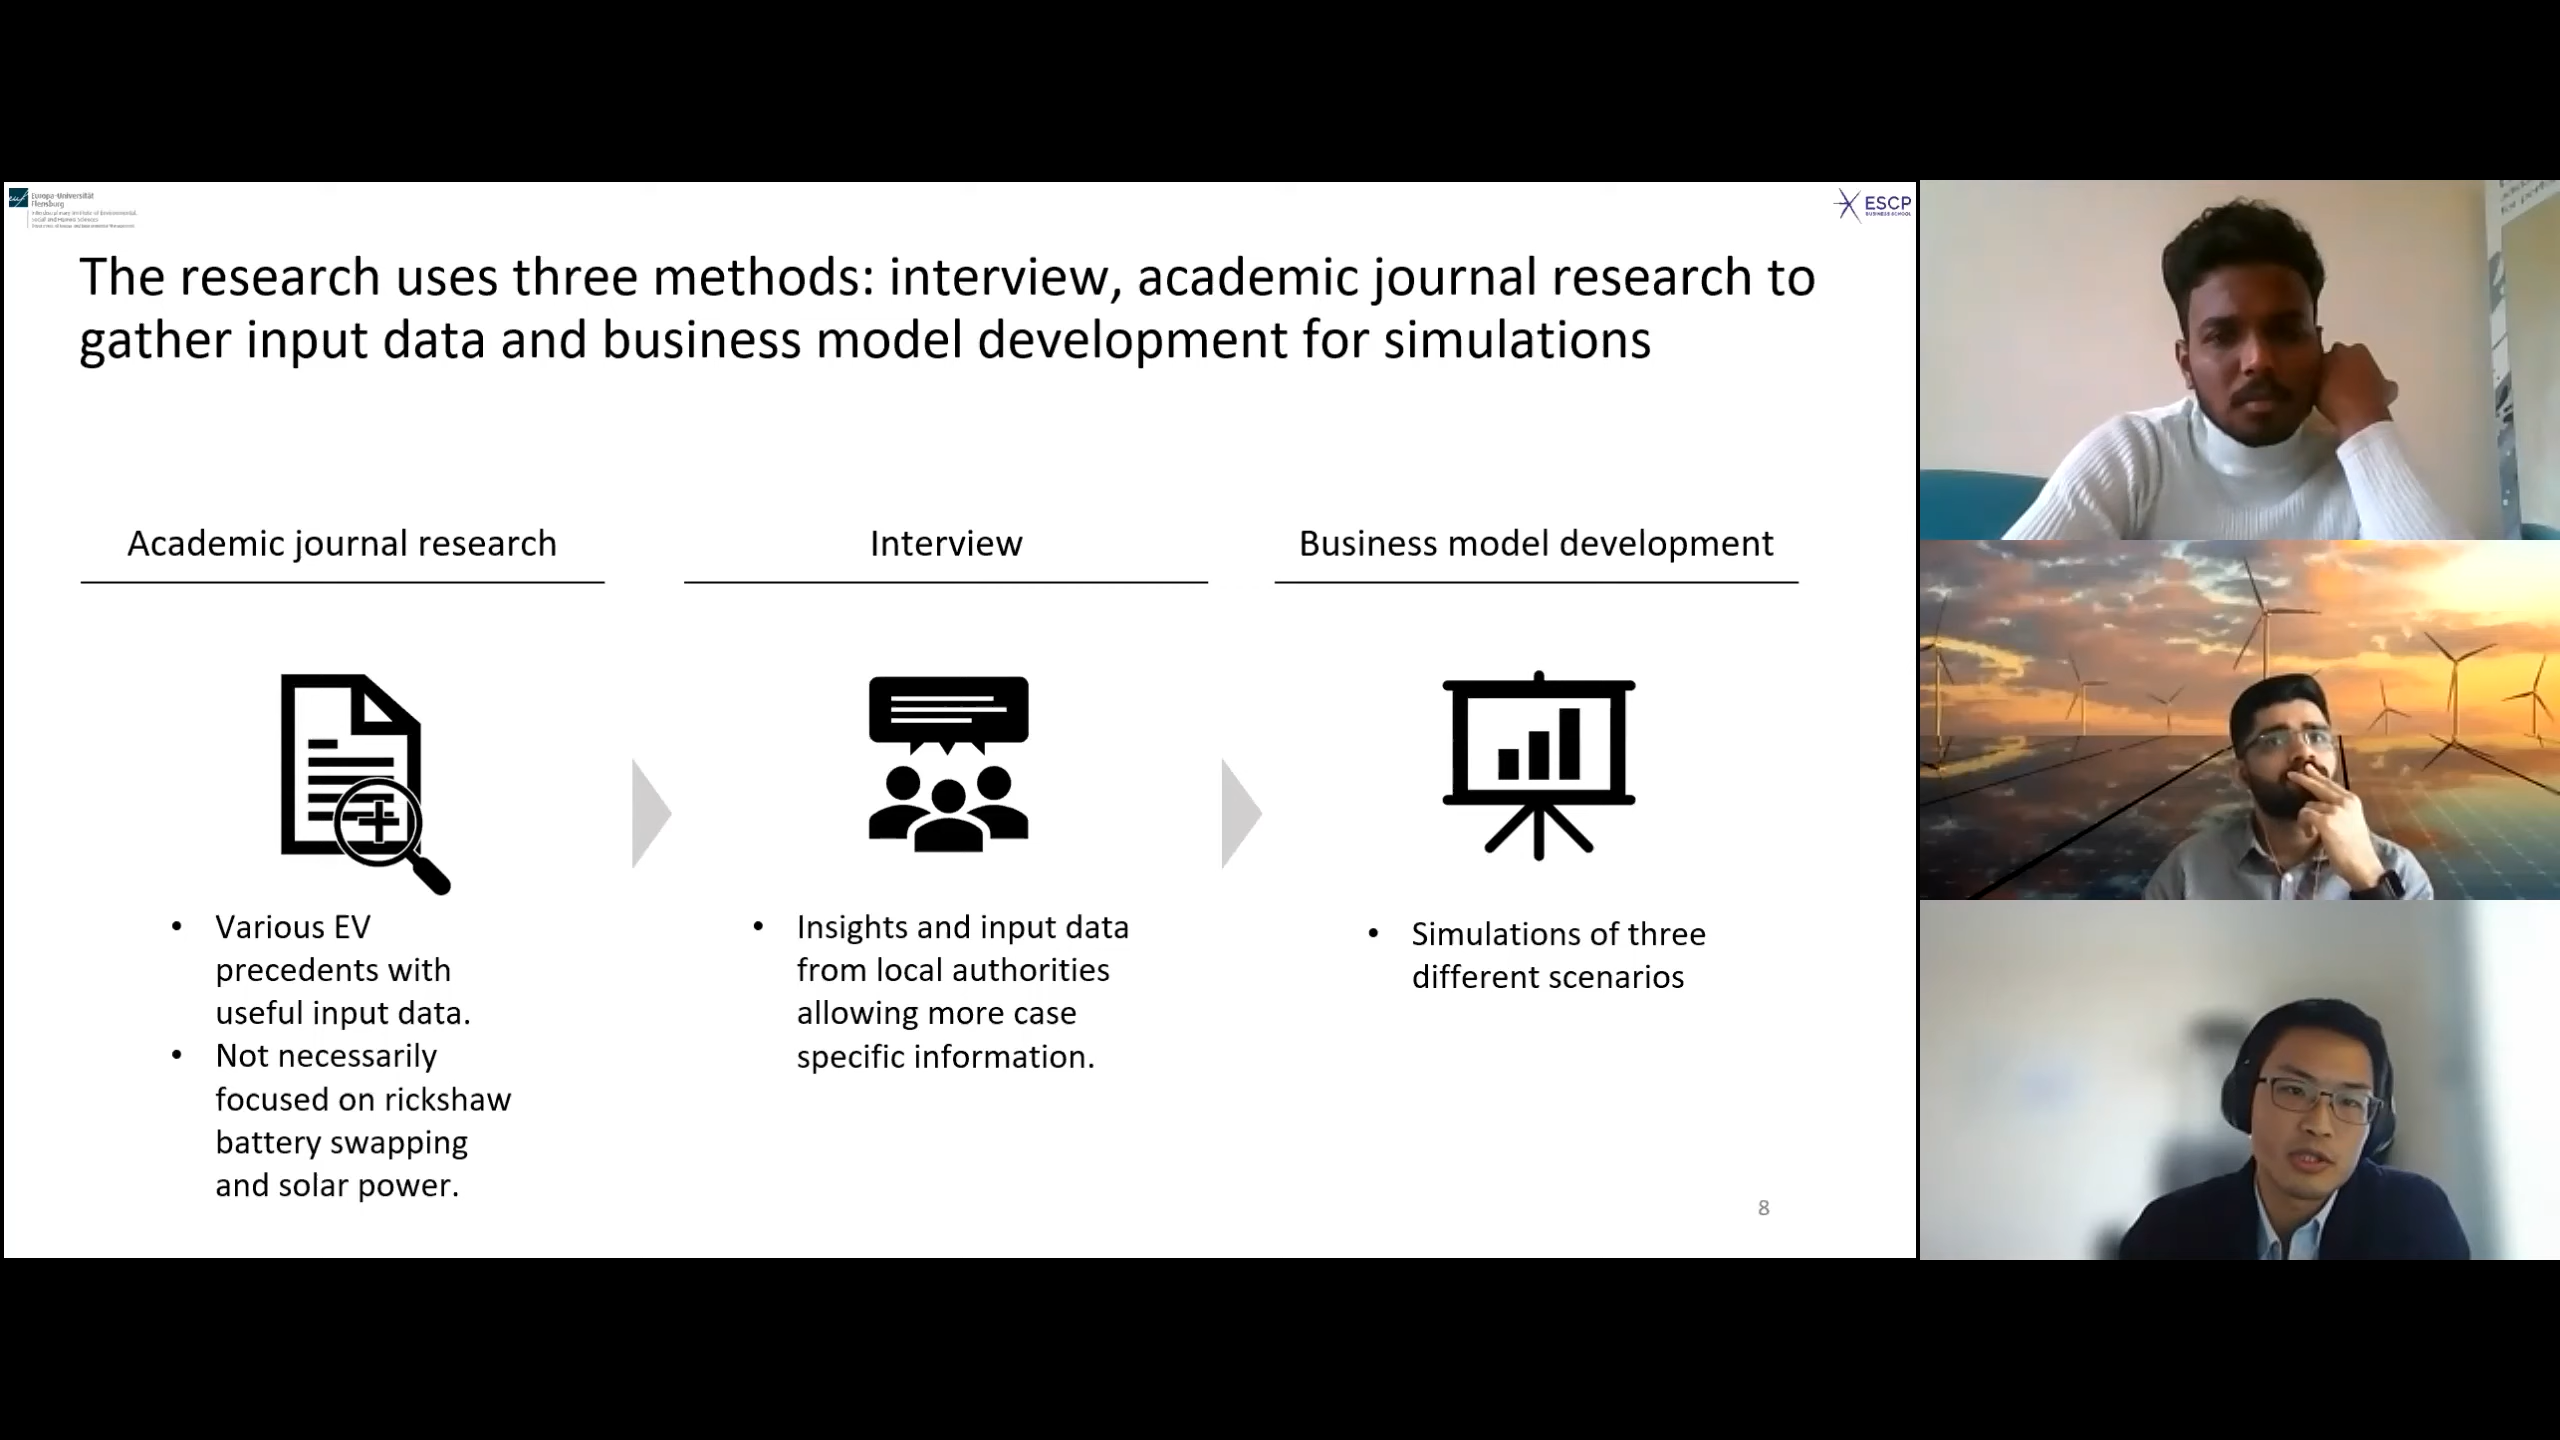 Europa-Universität
Flensburg
ESCP
BUSINESS SCHOOL
The research uses three methods: interview, academic journal research to
gather input data and business model development for simulations
Academic journal research
Interview
Business model development
• Various EV
precedents with
useful input data.
• Not necessarily
focused on rickshaw
battery swapping
and solar power.
• Insights and input data
from local authorities
allowing more case
specific information.
• Simulations of three
different scenarios
8